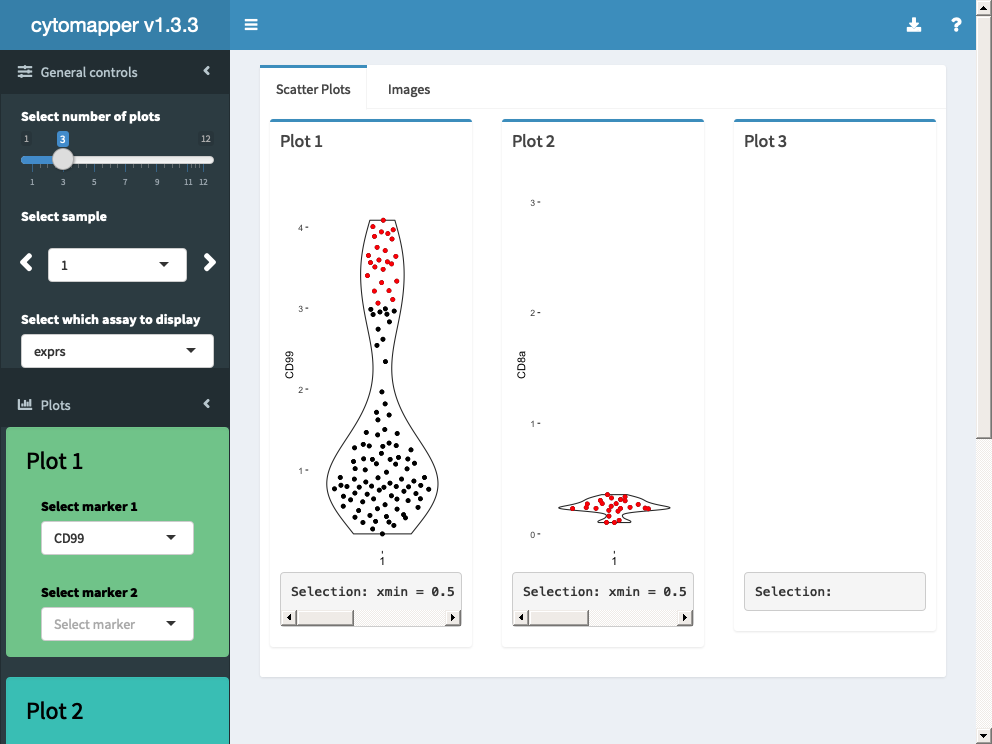 cytomapper v1.3.3
General controls
Select number of plots
1 3 12
1 3 5 7 9 11 12
Select sample
1
Select which assay to display
exprs
Plots
Plot 1
Select marker 1
CD99
Select marker 2
Select marker
Plot 2
?
Scatter Plots Images
Plot 1
4
3
2
1
CD99
1
Selection: xmin = 0.5
Plot 2
3
2
1
0
CD8a
1
Selection: xmin = 0.5
Plot 3
Selection: